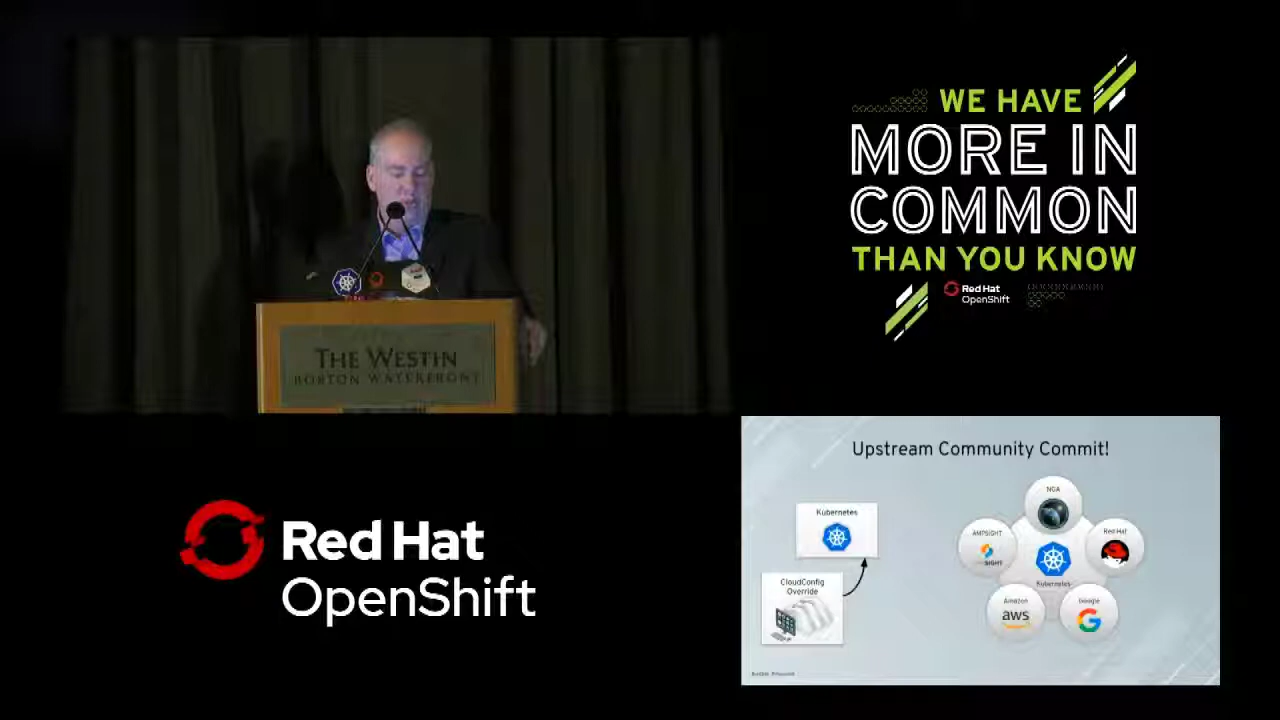 WE HAVE
MORE IN
COMMON
THAN YOU KNOW
Red Hat
OpenShift
THE WESTIN
BOSTON WATERFRONT
Red Hat
OpenShift
Upstream Community Commit!
Kubernetes
CloudConfig
Override
NGA
AMPSIGHT
SIGHT
Red Hat
Kubernetes
Amazon
aws
Google
G